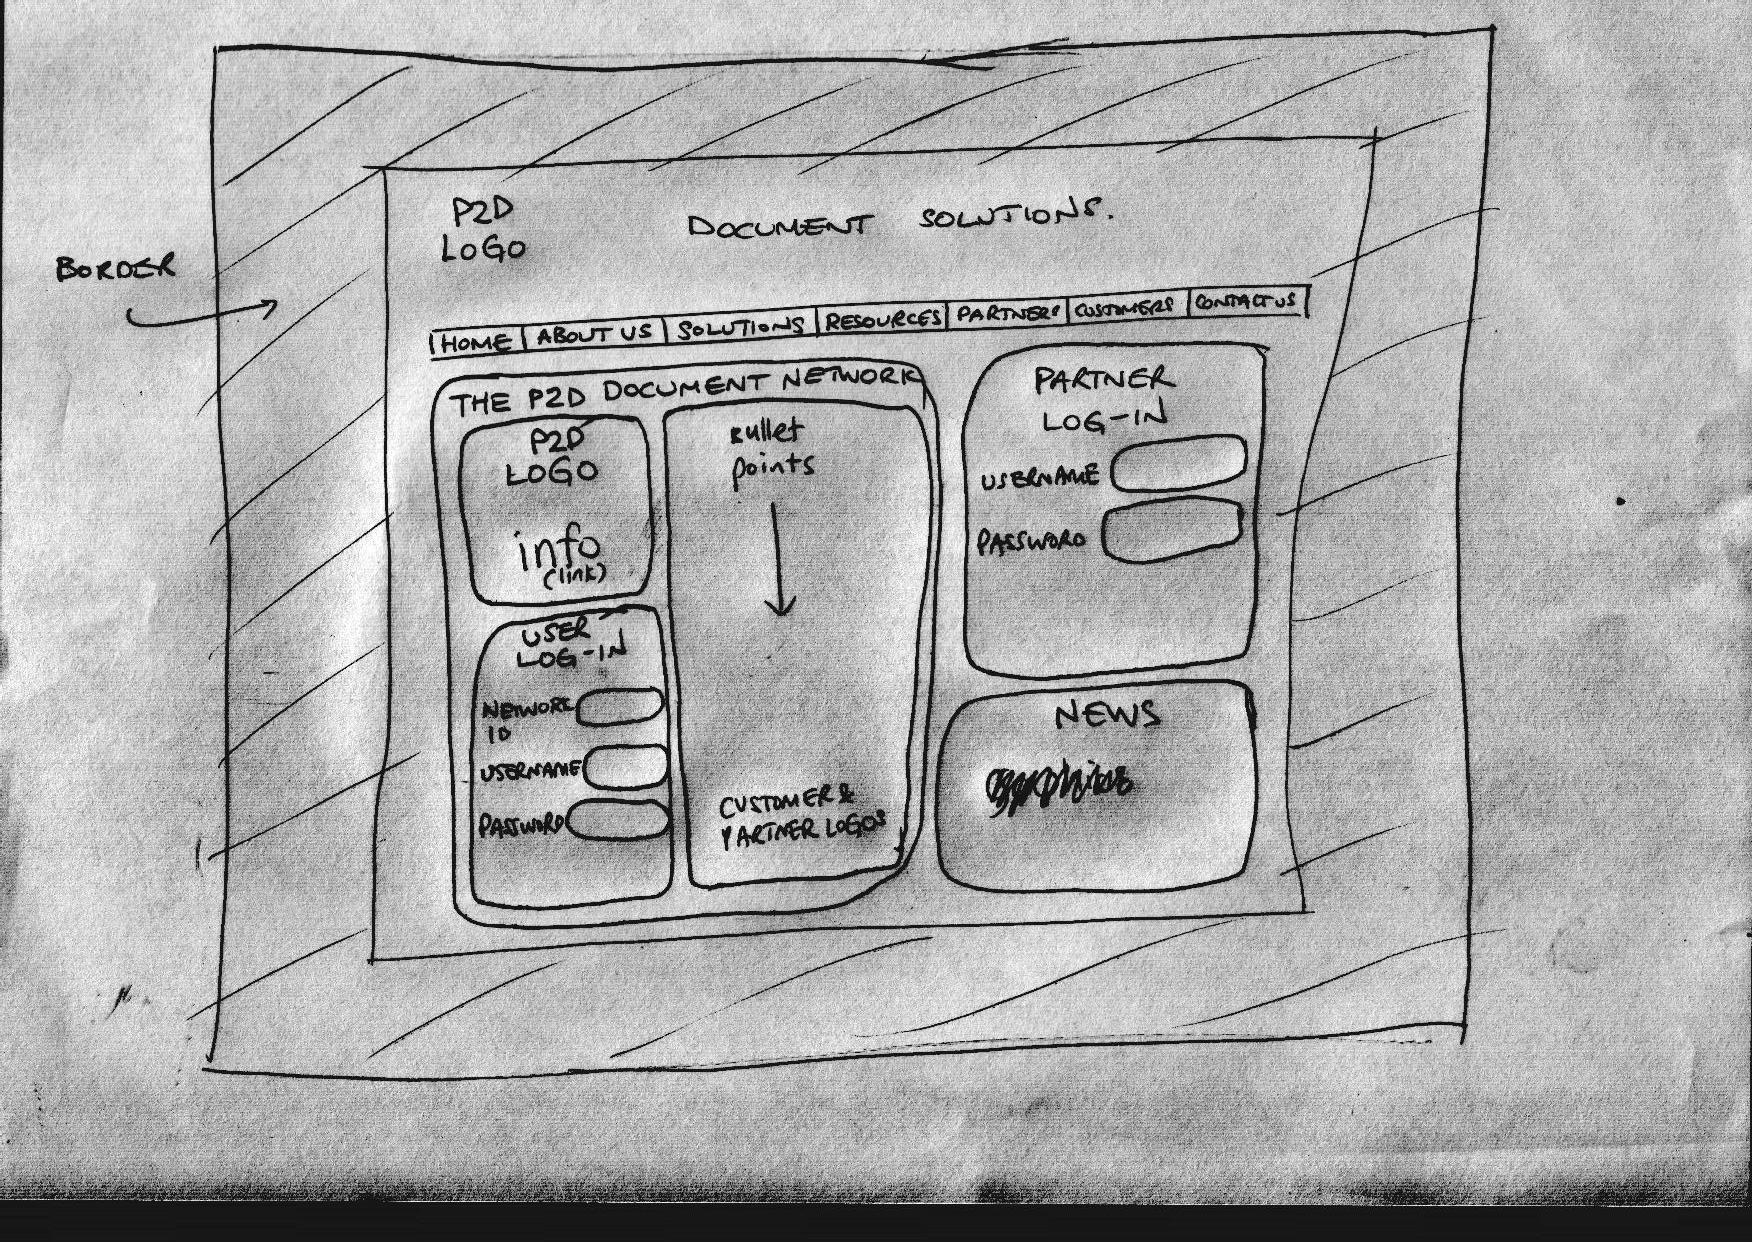 P2D
LOGO
DOCUMENT SOLUTIONS.
BORDER
HOME ABOUT US SOLUTIONS RESOURCES PARTNERS CUSTOMERS CONTACT US
THE P2D DOCUMENT NETWORK
P2D
LOGO
info
(link)
USER
LOG-IN
NETWORK
ID
USERNAME
PASSWORD
Bullet
points
CUSTOMER &
PARTNER LOGOS
PARTNER
LOG-IN
USERNAME
PASSWORD
NEWS